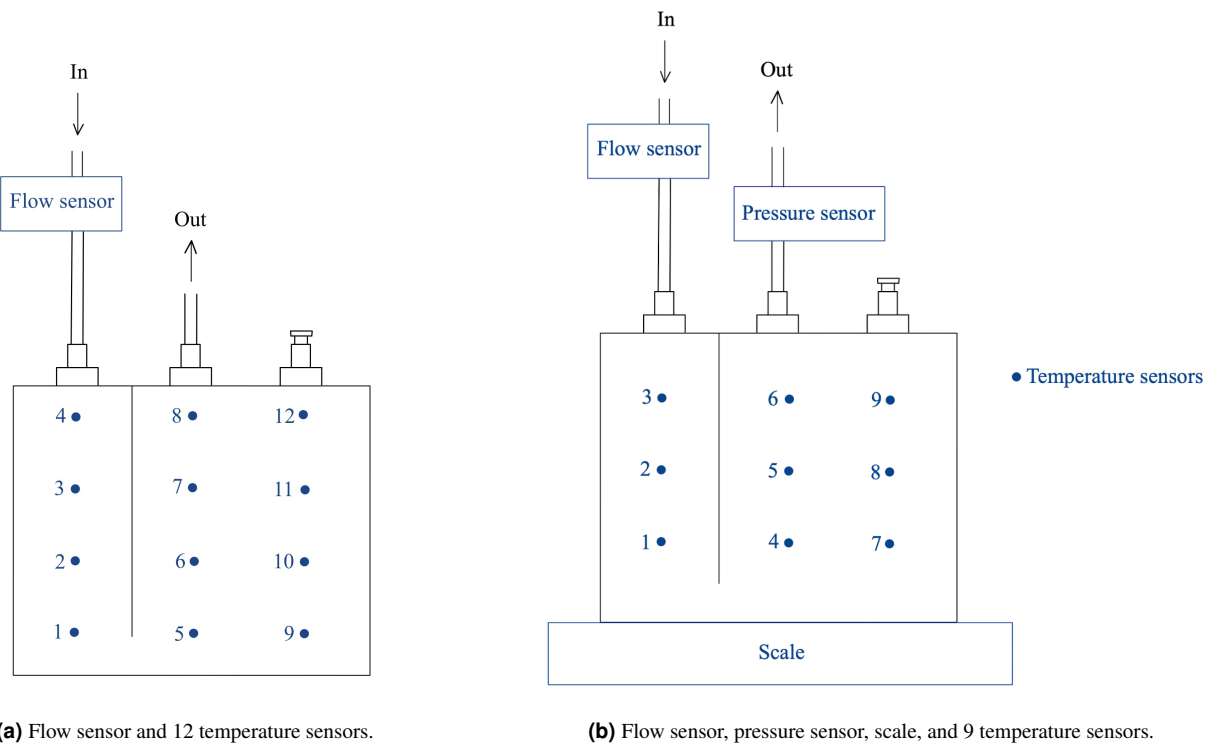 In
Flow sensor
Out
4
8
12
3
7
11
2
6
10
1
5
9
(a) Flow sensor and 12 temperature sensors.
In
Out
Flow sensor
Pressure sensor
Temperature sensors
3
6
9
2
5
8
1
4
7
Scale
(b) Flow sensor, pressure sensor, scale, and 9 temperature sensors.